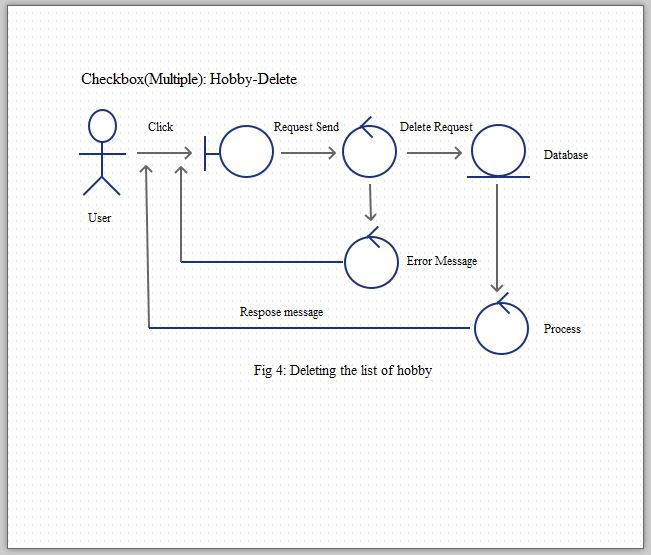 Checkbox(Multiple): Hobby-Delete
Click
Request Send
Delete Request
Database
User
Error Message
Respose message
Process
Fig 4: Deleting the list of hobby